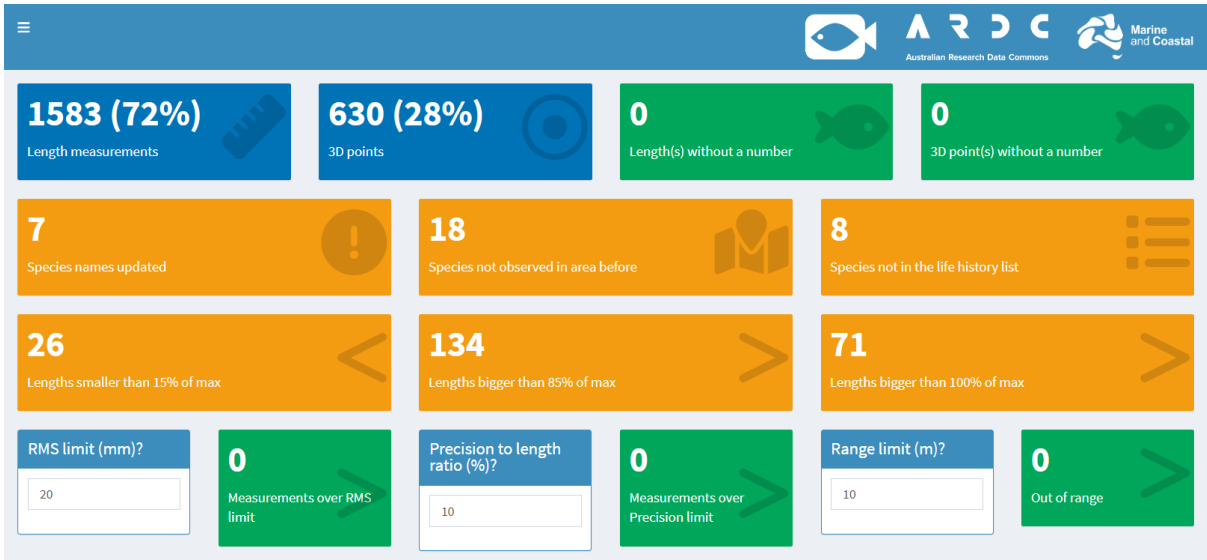 A R D C
Australian Research Data Commons
Marine
and Coastal
1583 (72%)
Length measurements
630 (28%)
3D points
0
Length(s) without a number
0
3D point(s) without a number
7
Species names updated
18
Species not observed in area before
8
Species not in the life history list
26
Lengths smaller than 15% of max
134
Lengths bigger than 85% of max
71
Lengths bigger than 100% of max
RMS limit (mm)?
20
0
Measurements over RMS
limit
Precision to length
ratio (%)?
10
0
Measurements over
Precision limit
Range limit (m)?
10
0
Out of range